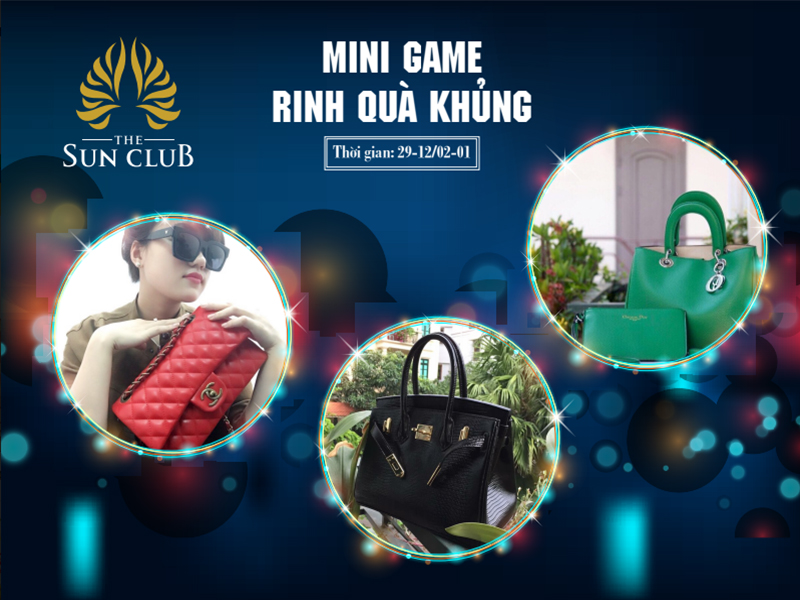 THE
SUN CLUB
MINI GAME
RINH QUÀ KHỦNG
Thời gian: 29-12/02-01